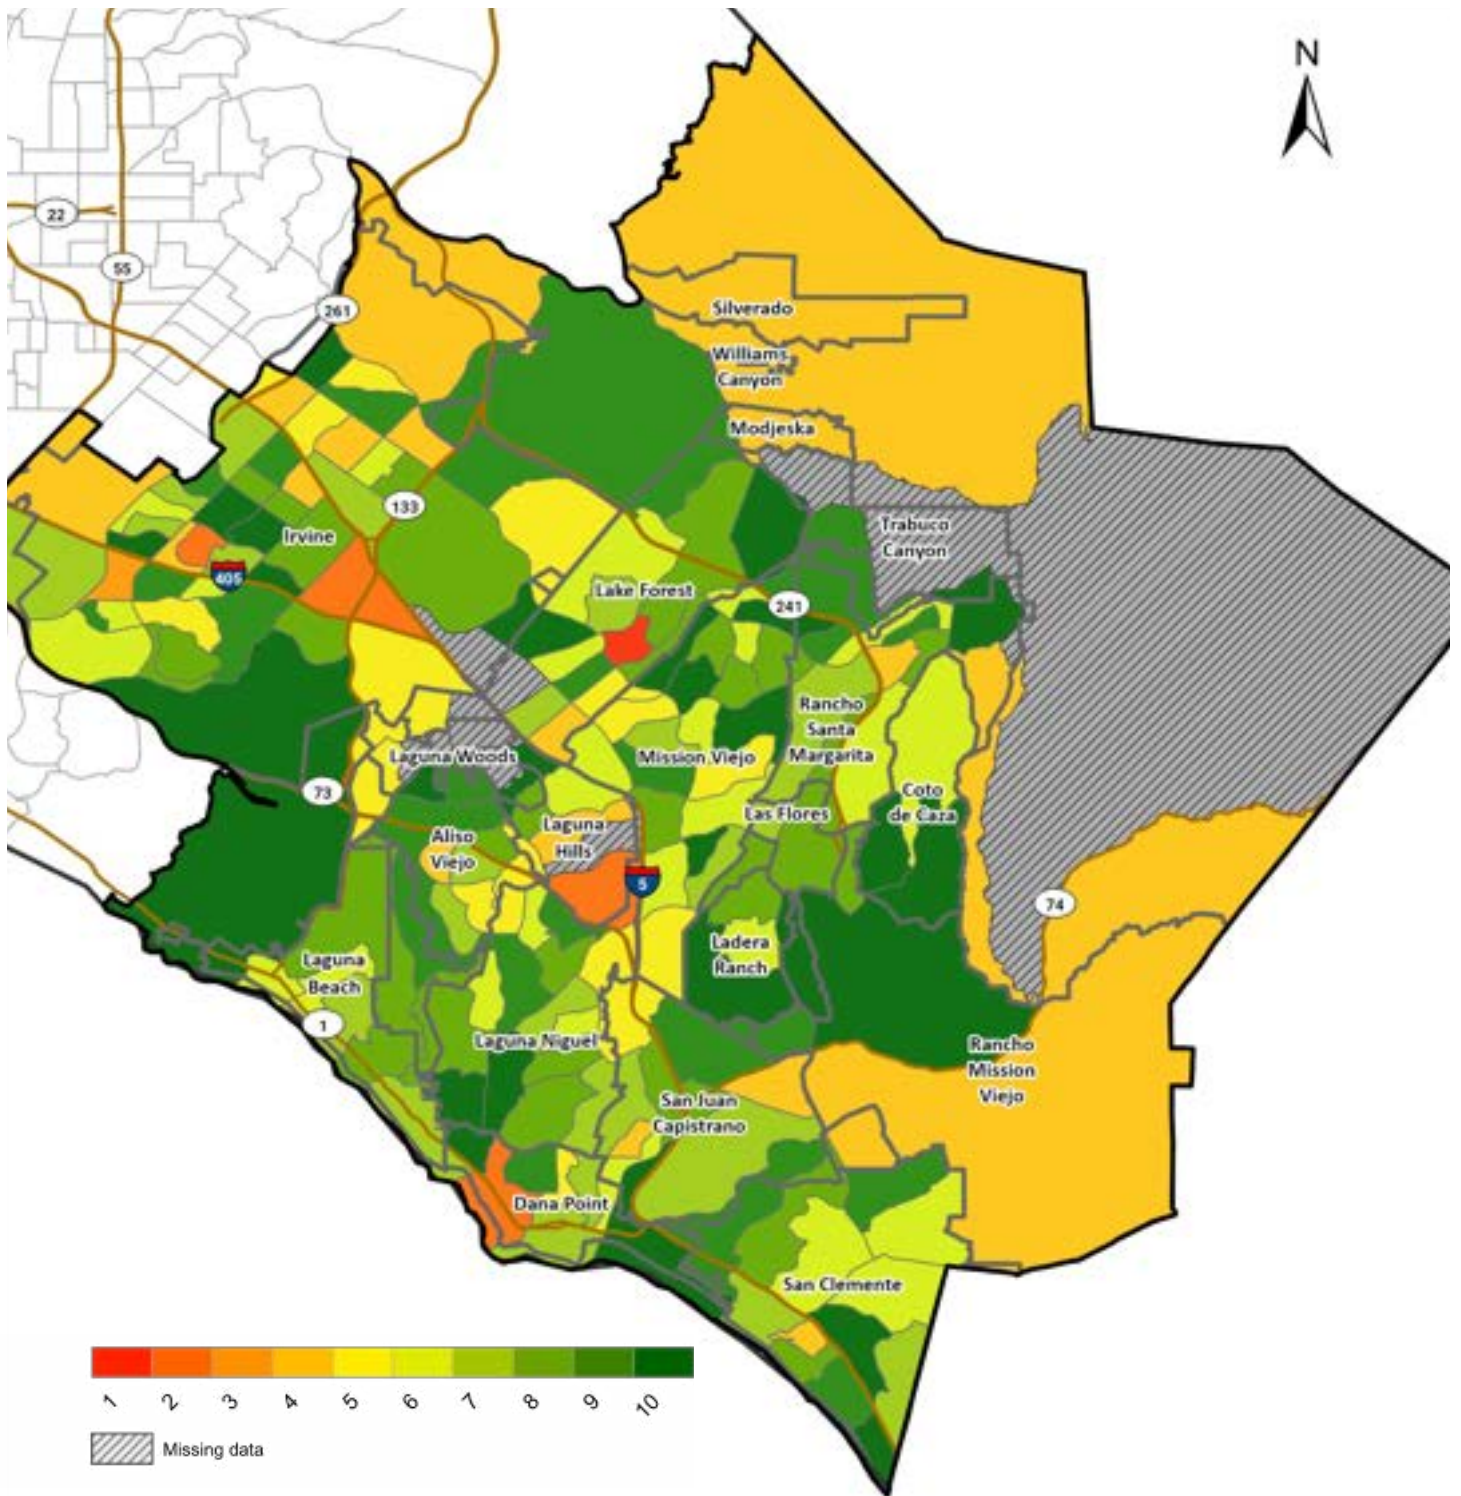 N
22
55
261
Silverado
Williams
Canyon
Modjeska
133
Trabuco
Canyon
Irvine
405
Lake Forest
241
Rancho
Santa
Margarita
Laguna Woods
Mission Viejo
73
Coto
de Caza
Las Flores
Aliso
Viejo
Laguna
Hills
5
74
Ladera
Ranch
Laguna
Beach
1
Laguna Niguel
Rancho
Mission
Viejo
San Juan
Capistrano
Dana Point
San Clemente
1 2 3 4 5 6 7 8 9 10
Missing data